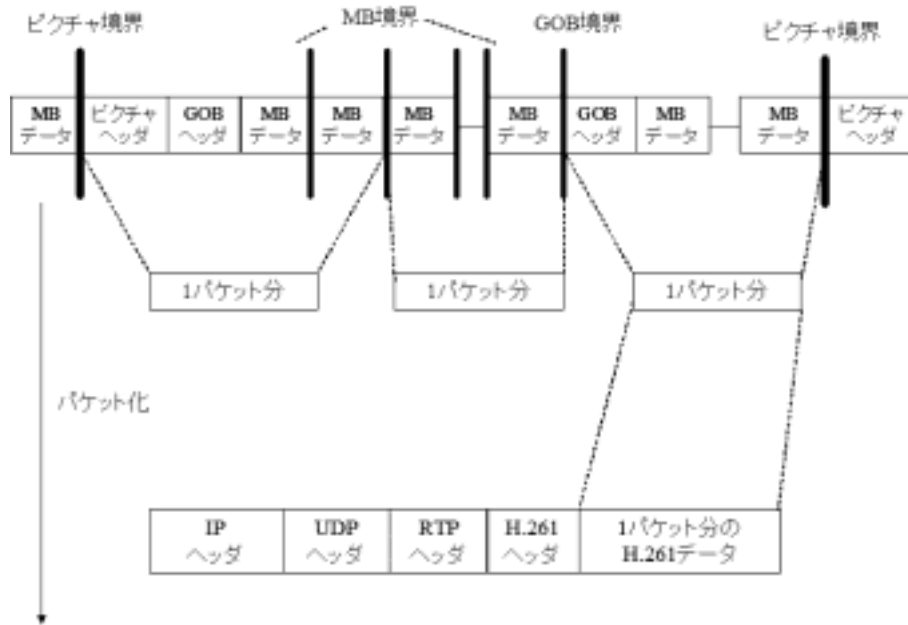 ピクチャ境界
MB境界
GOB境界
ピクチャ境界
MB
データ
ピクチャ
ヘッダ
GOB
ヘッダ
MB
データ
MB
データ
MB
データ
MB
データ
GOB
ヘッダ
MB
データ
MB
データ
ピクチャ
ヘッダ
1パケット分
1パケット分
1パケット分
パケット化
IP
ヘッダ
UDP
ヘッダ
RTP
ヘッダ
H.261
ヘッダ
1パケット分の
H.261データ